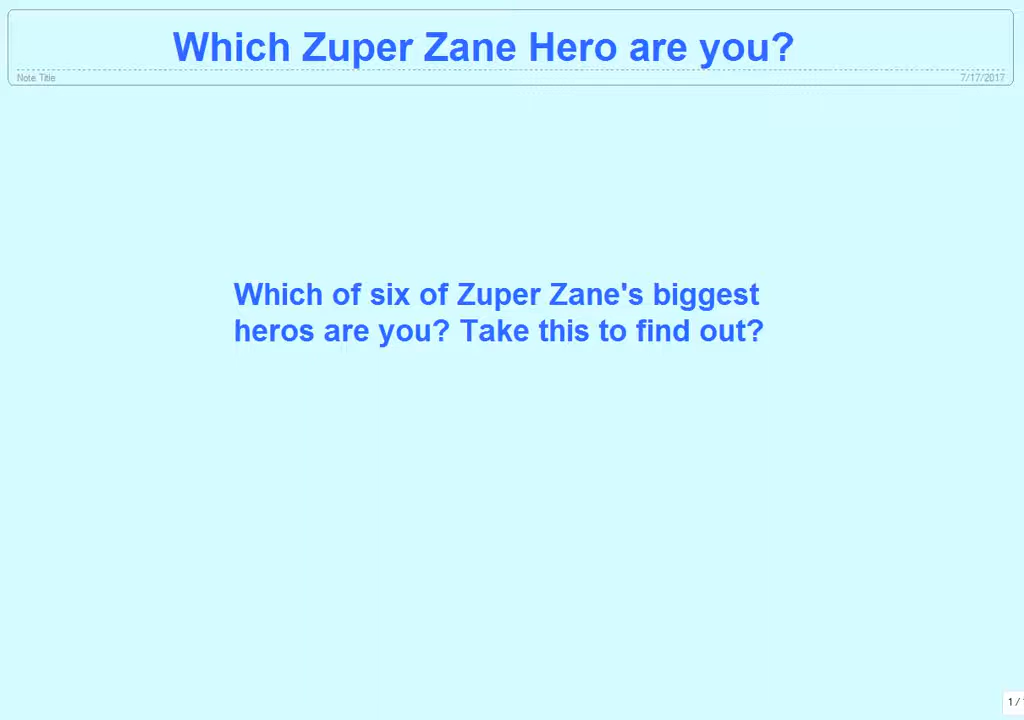 Which Zuper Zane Hero are you?
Note Title
7/17/2017
Which of six of Zuper Zane's biggest
heros are you? Take this to find out?
1 /